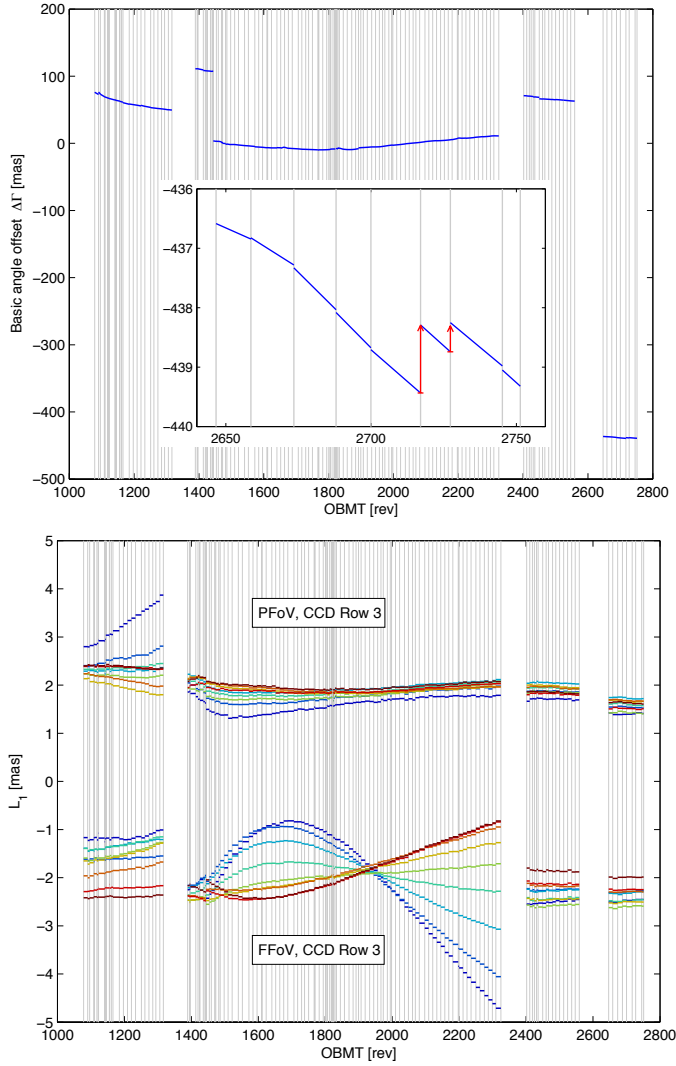 200
100
0
−100
−200
−300
−400
−500
Basic angle offset ΔΓ [mas]
−436
−437
−438
−439
−440
2650 2700 2750
1000 1200 1400 1600 1800 2000 2200 2400 2600 2800
OBMT [rev]
5
4
3
2
1
0
−1
−2
−3
−4
−5
L1 [mas]
PFoV, CCD Row 3
FFoV, CCD Row 3
1000 1200 1400 1600 1800 2000 2200 2400 2600 2800
OBMT [rev]